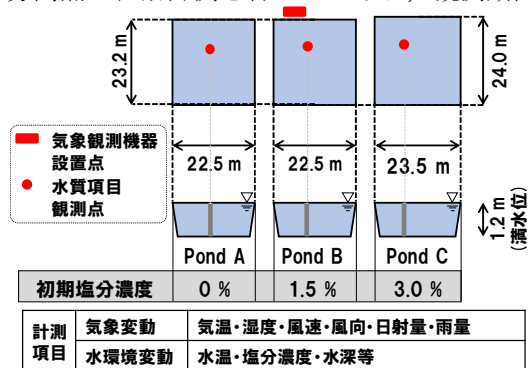 23.2 m
24.0 m
気象観測機器
設置点
水質項目
観測点
22.5 m
22.5 m
23.5 m
1.2 m
(満水位)
Pond A
Pond B
Pond C
初期塩分濃度
0 %
1.5 %
3.0 %
計測
項目
気象変動
気温・湿度・風速・風向・日射量・雨量
水環境変動
水温・塩分濃度・水深等